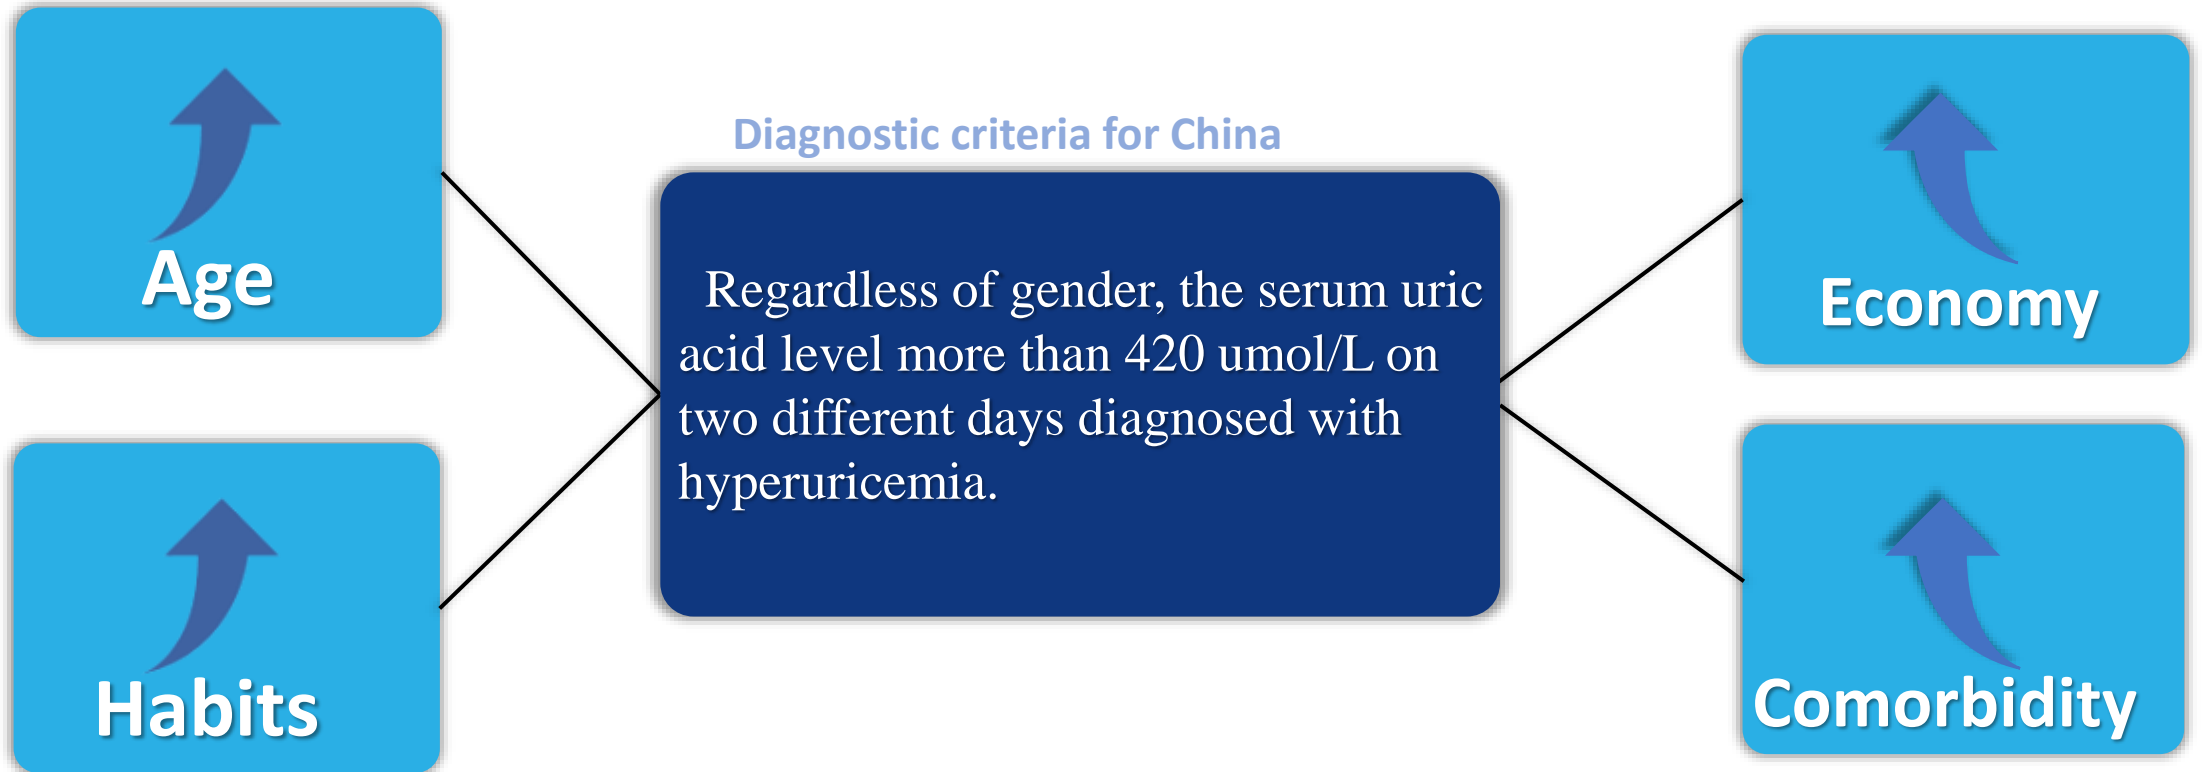 Diagnostic criteria for China
Age
Habits
Regardless of gender, the serum uric
acid level more than 420 umol/L on
two different days diagnosed with
hyperuricemia.
Economy
Comorbidity